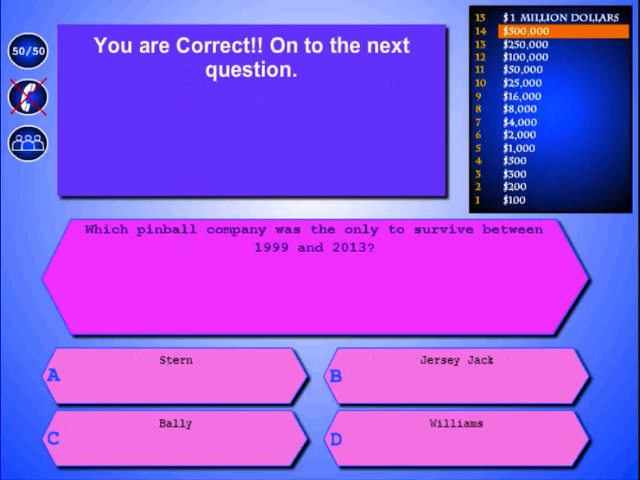 50/50
You are Correct!! On to the next
question.
15 $1 MILLION DOLLARS
14 $500,000
13 $250,000
12 $100,000
11 $50,000
10 $25,000
9 $16,000
8 $8,000
7 $4,000
6 $2,000
5 $1,000
4 $500
3 $300
2 $200
1 $100
Which pinball company was the only to survive between
1999 and 2013?
A Stern
B Jersey Jack
C Bally
D Williams